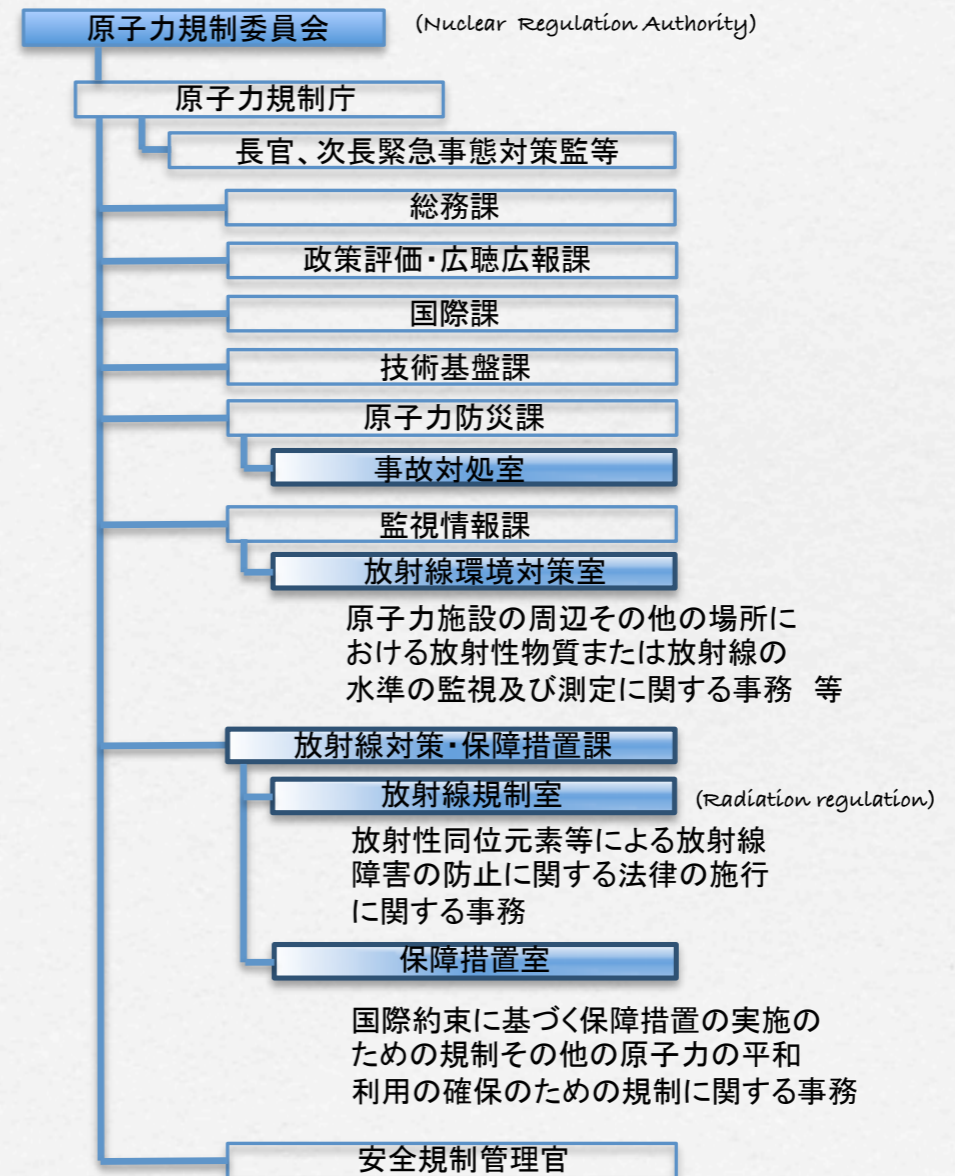 原子力規制委員会 (Nuclear Regulation Authority)
原子力規制庁
長官、次長緊急事態対策監等
総務課
政策評価・広聴広報課
国際課
技術基盤課
原子力防災課
事故対処室
監視情報課
放射線環境対策室
原子力施設の周辺その他の場所に
おける放射性物質または放射線の
水準の監視及び測定に関する事務　等
放射線対策・保障措置課
放射線規制室 (Radiation regulation)
放射性同位元素等による放射線
障害の防止に関する法律の施行
に関する事務
保障措置室
国際約束に基づく保障措置の実施の
ための規制その他の原子力の平和
利用の確保のための規制に関する事務
安全規制管理官